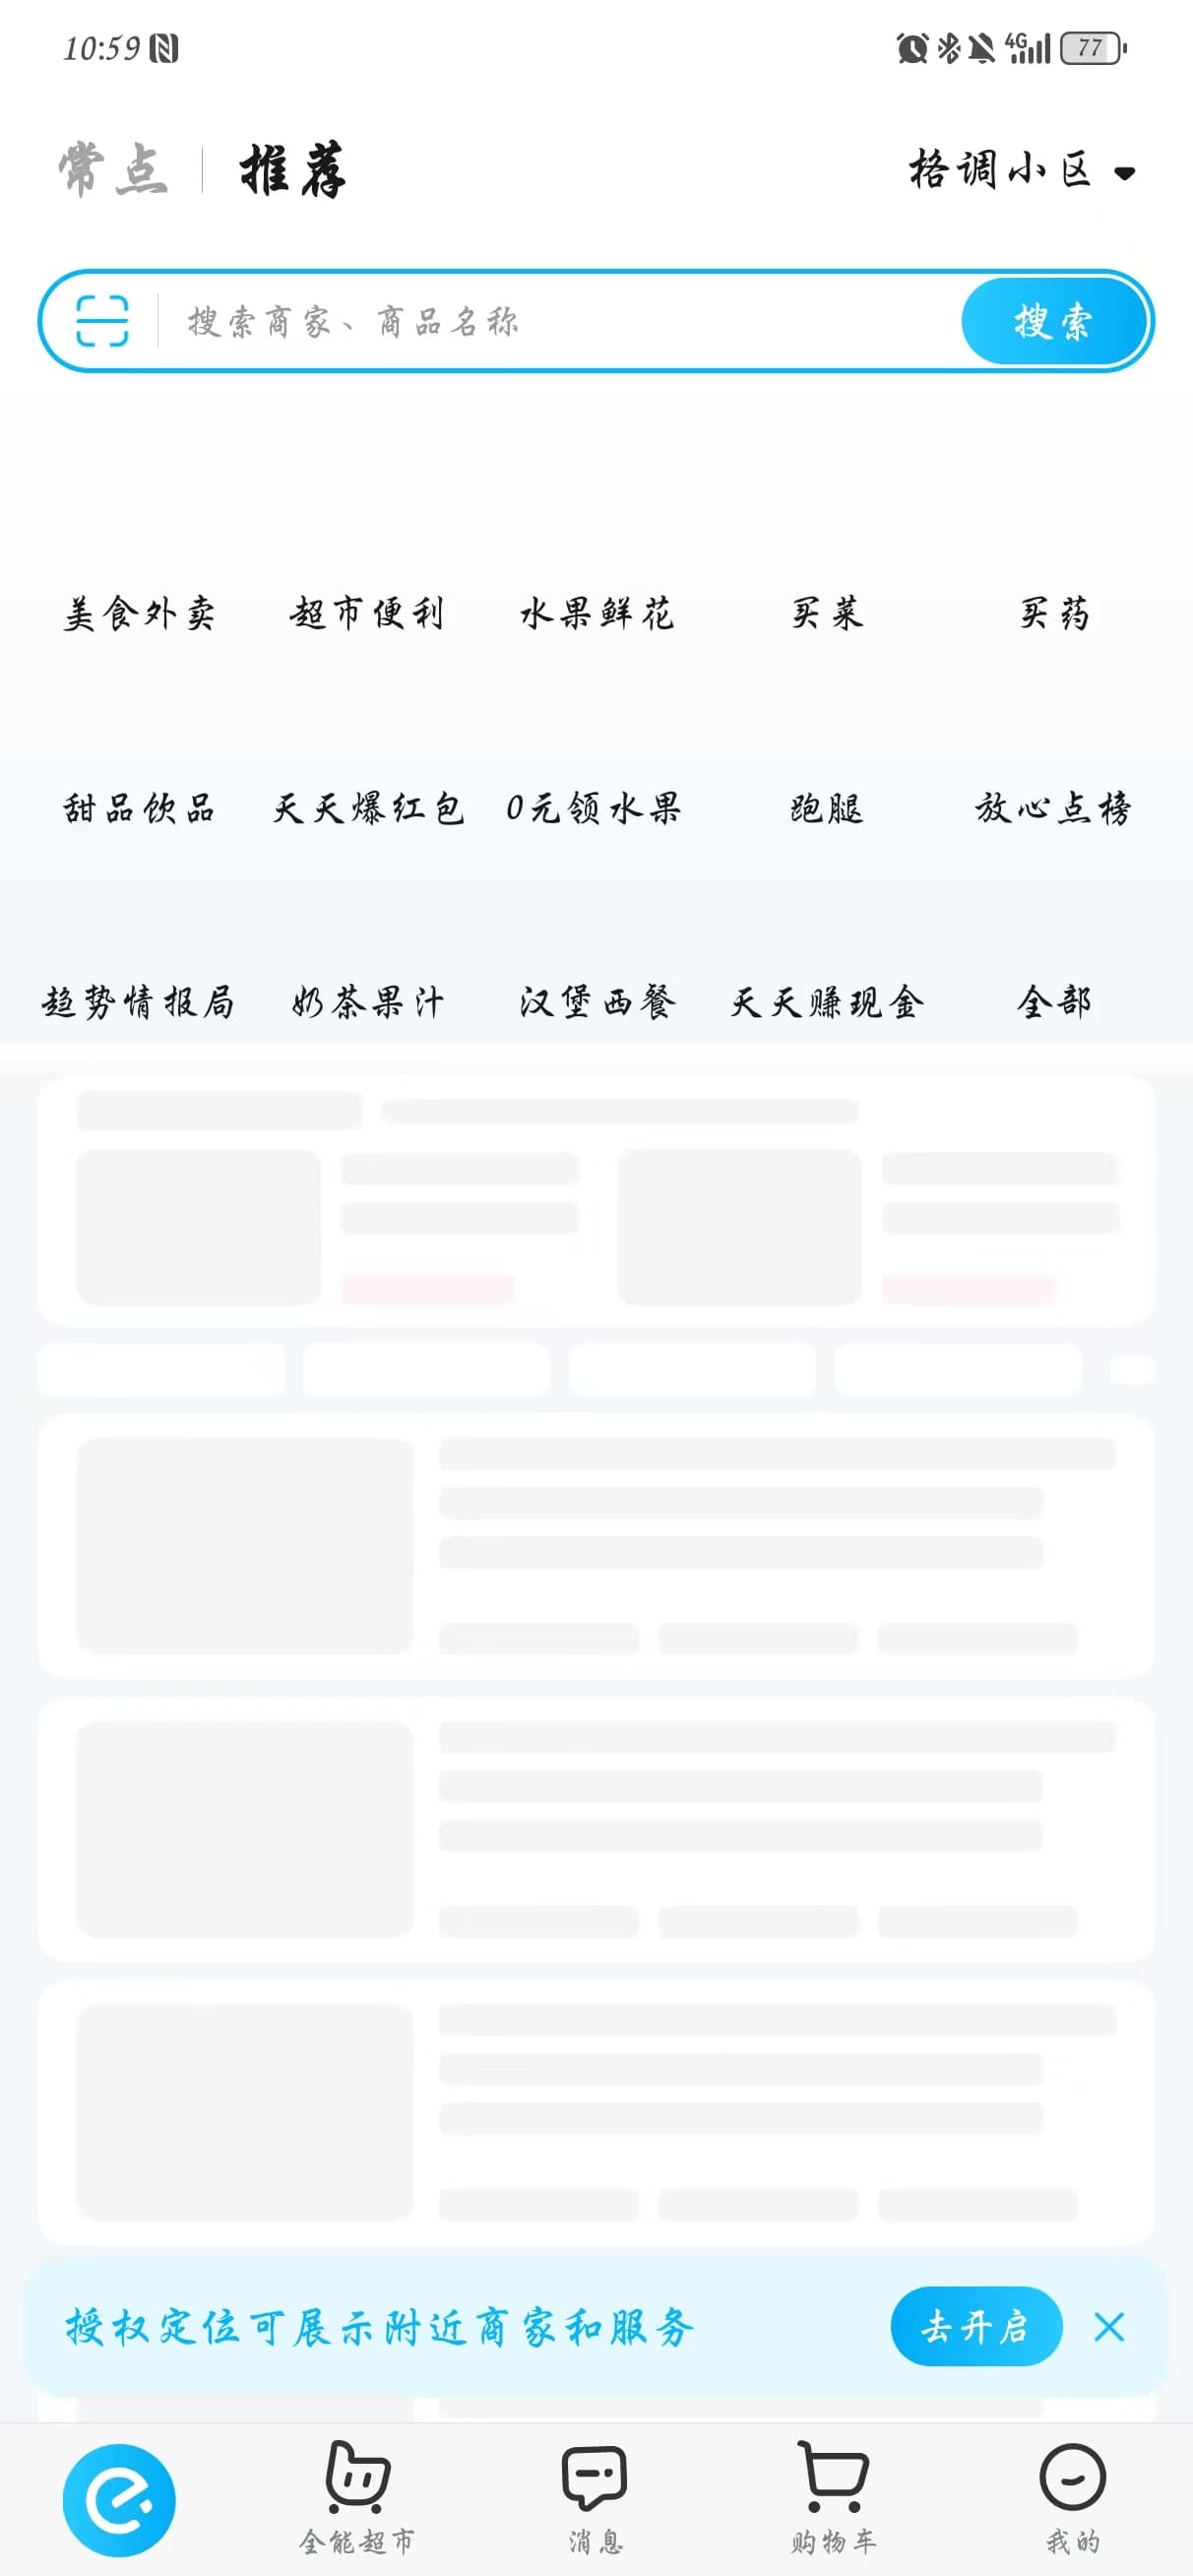 10:59 4G 77
常点 推荐 格调小区
搜索商家、商品名称 搜索
美食外卖 超市便利 水果鲜花 买菜 买药
甜品饮品 天天爆红包 0元领水果 跑腿 放心点榜
趋势情报局 奶茶果汁 汉堡西餐 天天赚现金 全部
授权定位可展示附近商家和服务 去开启
全能超市 消息 购物车 我的